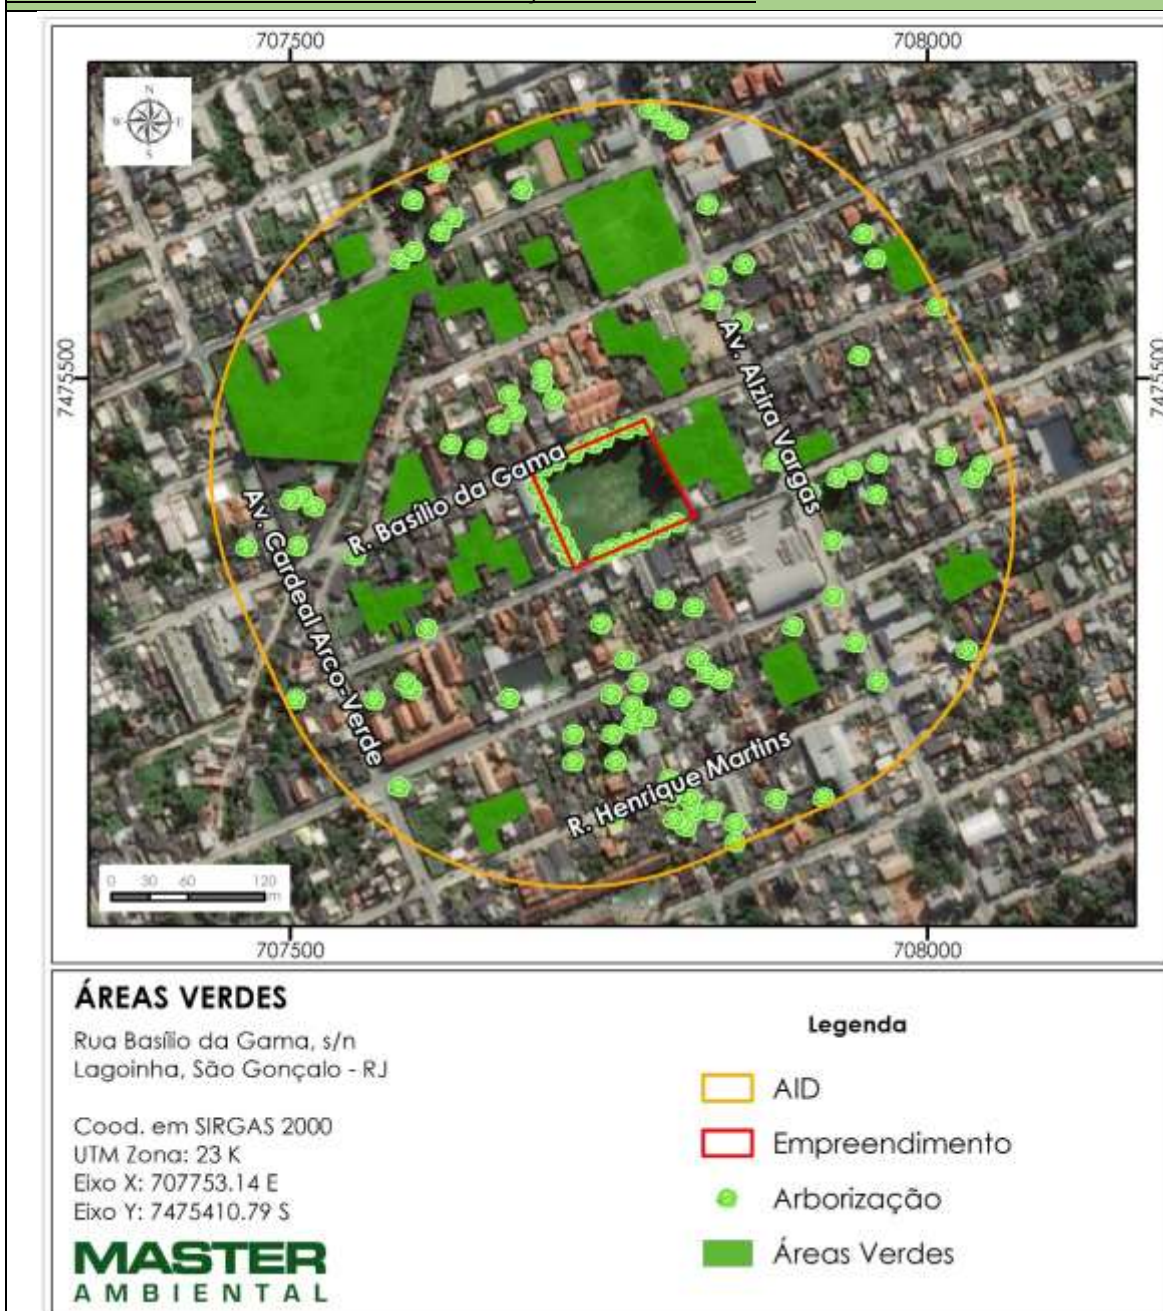 707500 708000
N
W E
S
7475500
7475500
Av. Alzira Vargas
R. Basílio da Gama
Av. Cardeal Arco-Verde
R. Henrique Martins
0 30 60 120
m
707500 708000
ÁREAS VERDES
Rua Basílio da Gama, s/n
Lagoinha, São Gonçalo - RJ
Cood. em SIRGAS 2000
UTM Zona: 23 K
Eixo X: 707753.14 E
Eixo Y: 7475410.79 S
MASTER
AMBIENTAL
Legenda
AID
Empreendimento
Arborização
Áreas Verdes